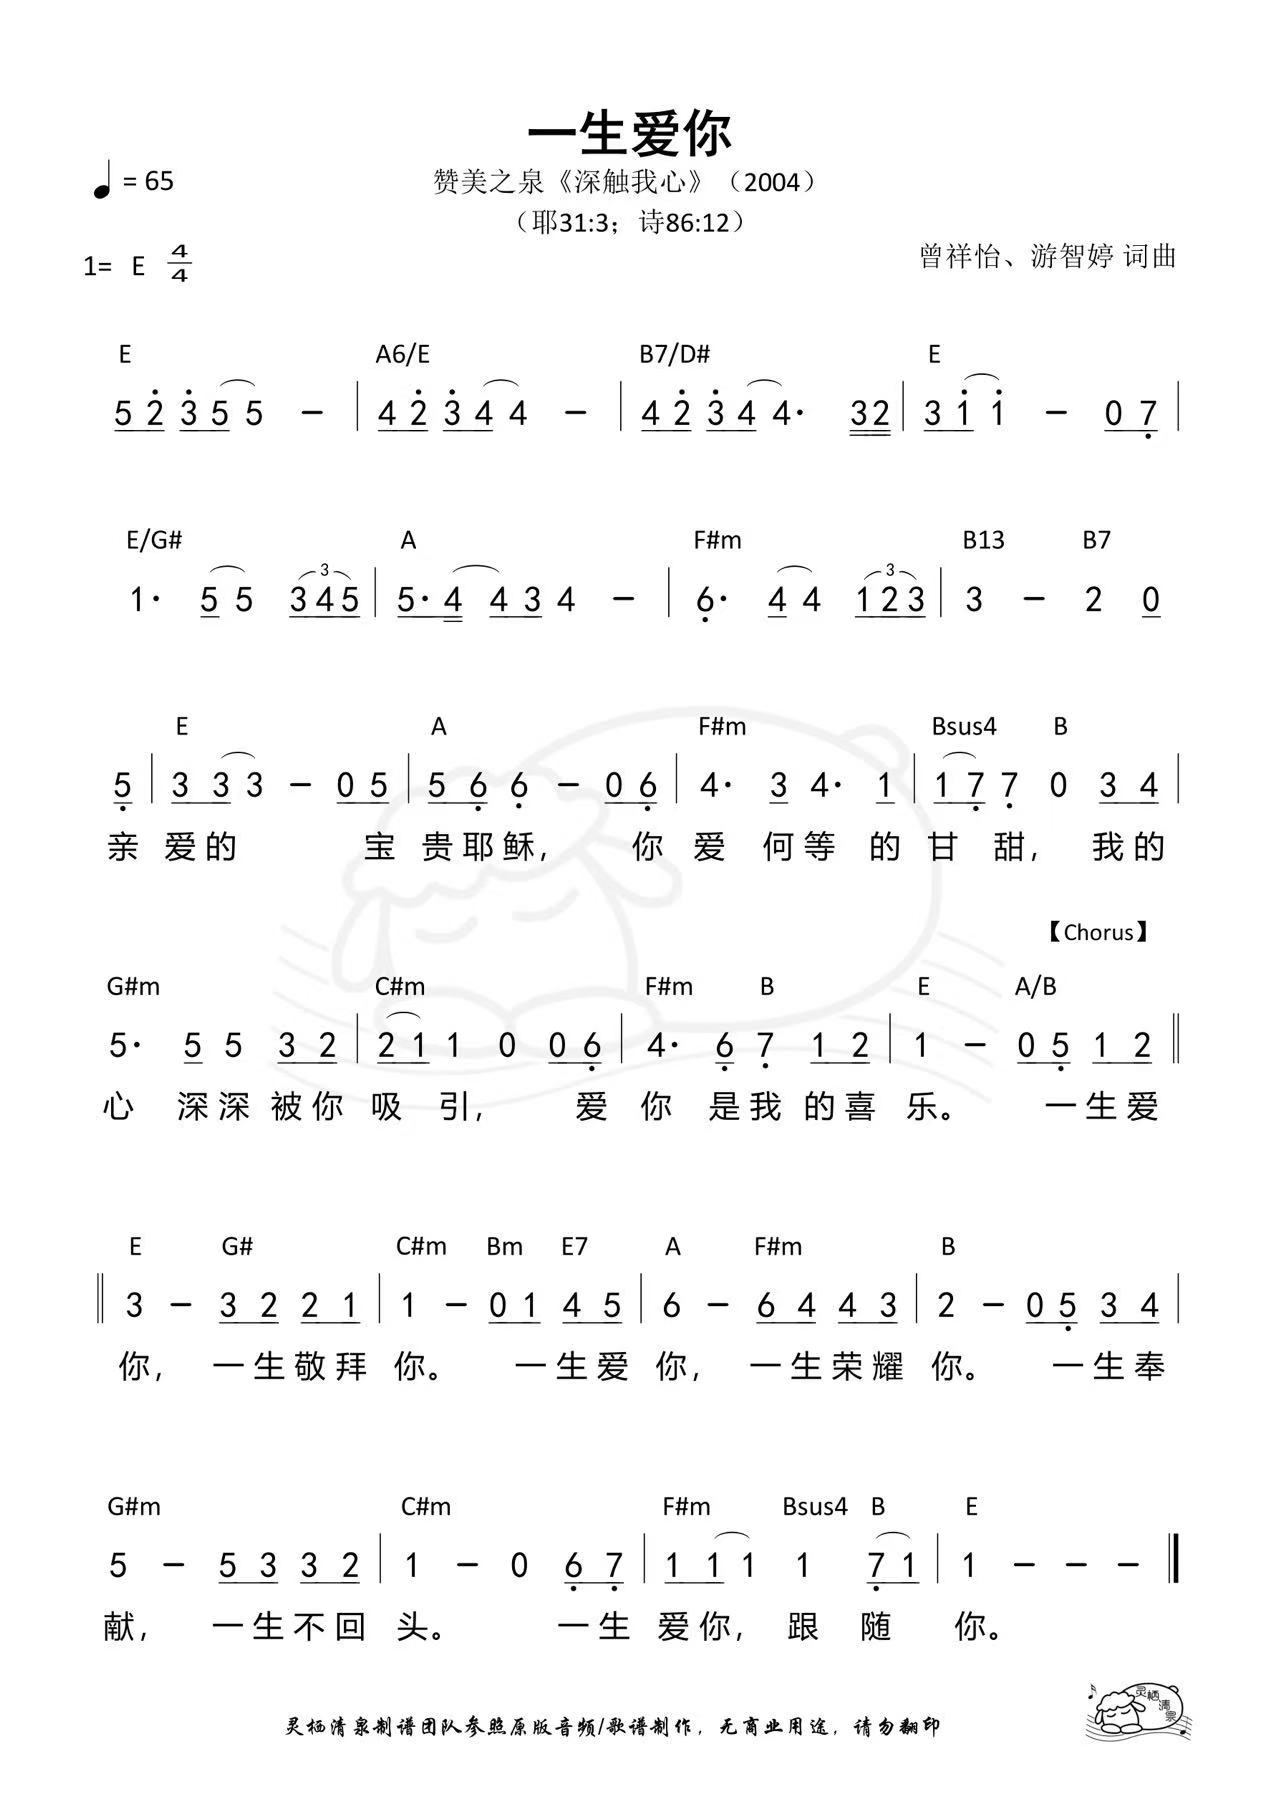 一生爱你
♩ = 65
赞美之泉《深触我心》（2004）
（耶31:3；诗86:12）
1= E 4/4
曾祥怡、游智婷 词曲
E A6/E B7/D# E
5 2 3 5 5 － | 4 2 3 4 4 － | 4 2 3 4 4· 3 2 | 3 1 1 － 0 7 |
E/G# A F#m B13 B7
3 3
1· 5 5 3 4 5 | 5· 4 4 3 4 － | 6· 4 4 1 2 3 | 3 － 2 0
E A F#m Bsus4 B
5 | 3 3 3 － 0 5 | 5 6 6 － 0 6 | 4· 3 4· 1 | 1 7 7 0 3 4 |
亲 爱的 宝 贵耶稣， 你 爱 何等 的 甘 甜， 我的
【Chorus】
G#m C#m F#m B E A/B
5· 5 5 3 2 | 2 1 1 0 0 6 | 4· 6 7 1 2 | 1 － 0 5 1 2 ‖
心 深深 被你 吸 引， 爱 你 是我 的喜 乐。 一生爱
E G# C#m Bm E7 A F#m B
‖ 3 － 3 2 2 1 | 1 － 0 1 4 5 | 6 － 6 4 4 3 | 2 － 0 5 3 4 |
你， 一生敬拜 你。 一生爱 你， 一生荣耀 你。 一生奉
G#m C#m F#m Bsus4 B E
5 － 5 3 3 2 | 1 － 0 6 7 | 1 1 1 1 7 1 | 1 － － － ‖
献， 一生不回 头。 一生 爱你， 跟 随 你。
灵栖清泉
灵栖清泉制谱团队参照原版音频/歌谱制作，无商业用途，请勿翻印